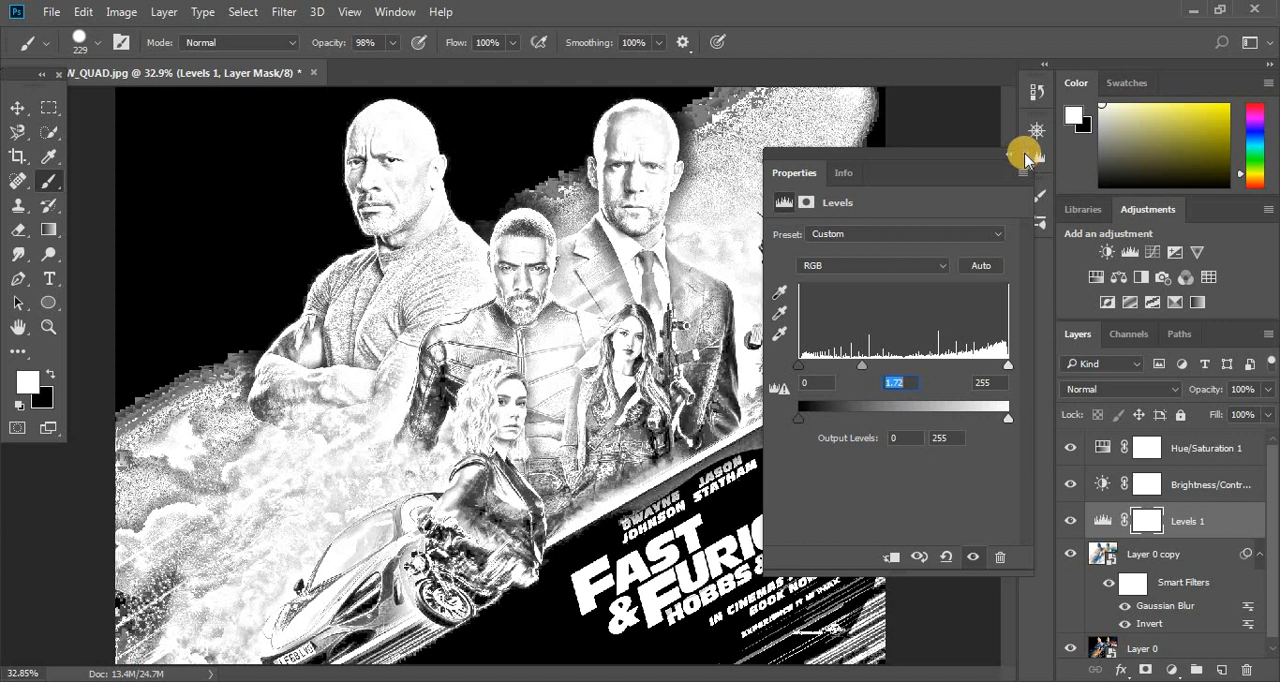 Ps File Edit Image Layer Type Select Filter 3D View Window Help
229 Mode: Normal Opacity: 98% Flow: 100% Smoothing: 100%
W_QUAD.jpg @ 32.9% (Levels 1, Layer Mask/8) *
Color Swatches
Properties Info
Levels
Preset: Custom
RGB Auto
0 1.72 255
Output Levels: 0 255
Libraries Adjustments
Add an adjustment
Layers Channels Paths
Kind
Normal Opacity: 100%
Lock: Fill: 100%
Hue/Saturation 1
Brightness/Contr...
Levels 1
Layer 0 copy
Smart Filters
Gaussian Blur
Invert
Layer 0
DWAYNE
JOHNSON
JASON
STATHAM
FAST
& FURIO
HOBBS &
IN CINEMAS
BOOK NOW
32.85% Doc: 13.4M/24.7M